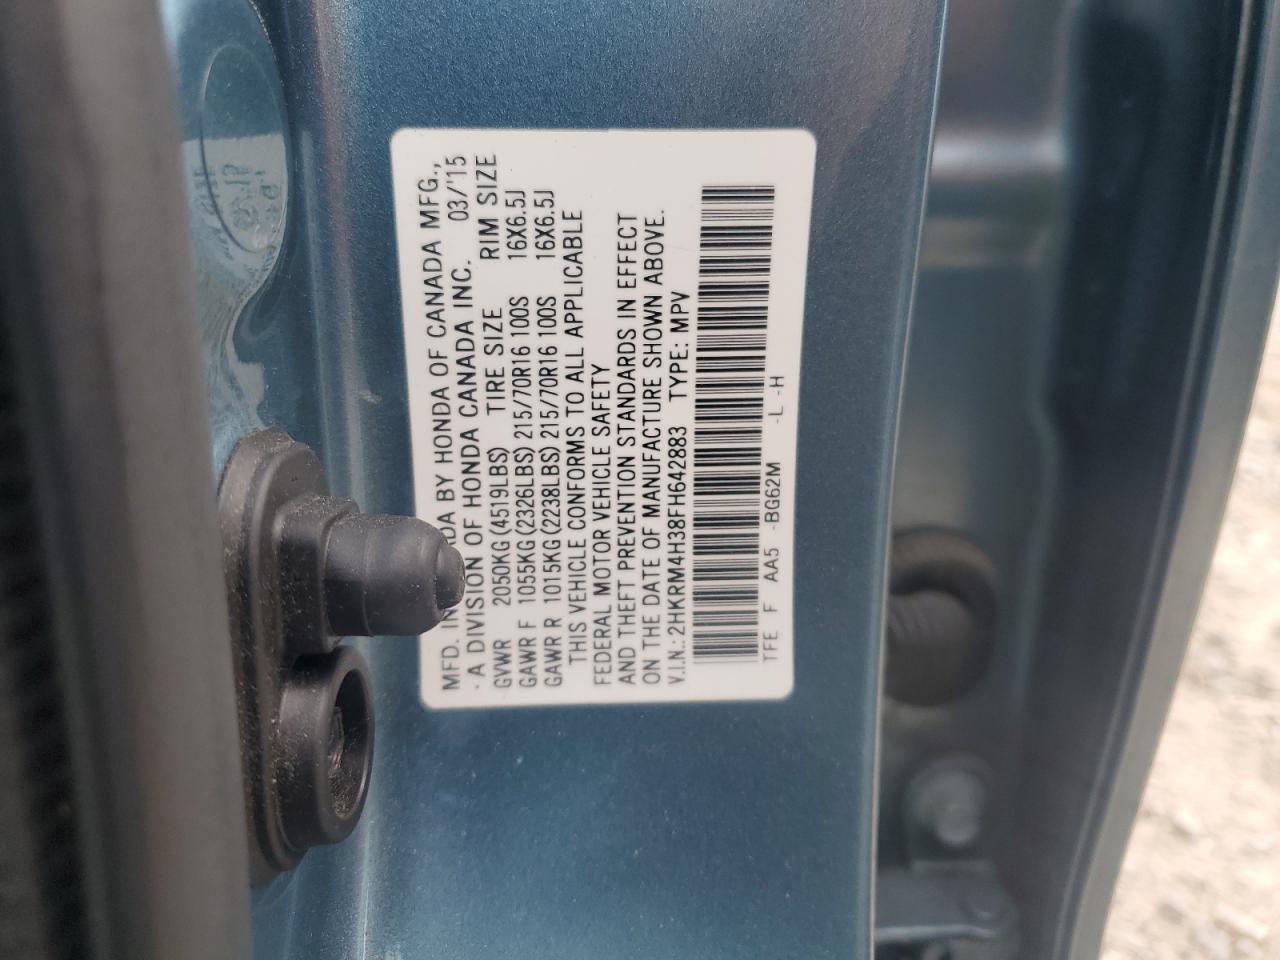 MFD. IN CANADA BY HONDA OF CANADA MFG.,
· A DIVISION OF HONDA CANADA INC. 03/'15
GVWR 2050KG(4519LBS) TIRE SIZE RIM SIZE
GAWR F 1055KG(2326LBS) 215/70R16 100S 16X6.5J
GAWR R 1015KG(2238LBS) 215/70R16 100S 16X6.5J
THIS VEHICLE CONFORMS TO ALL APPLICABLE
FEDERAL MOTOR VEHICLE SAFETY
AND THEFT PREVENTION STANDARDS IN EFFECT
ON THE DATE OF MANUFACTURE SHOWN ABOVE.
V.I.N.: 2HKRM4H38FH642883 TYPE: MPV
TFE F AA5 -BG62M -L -H